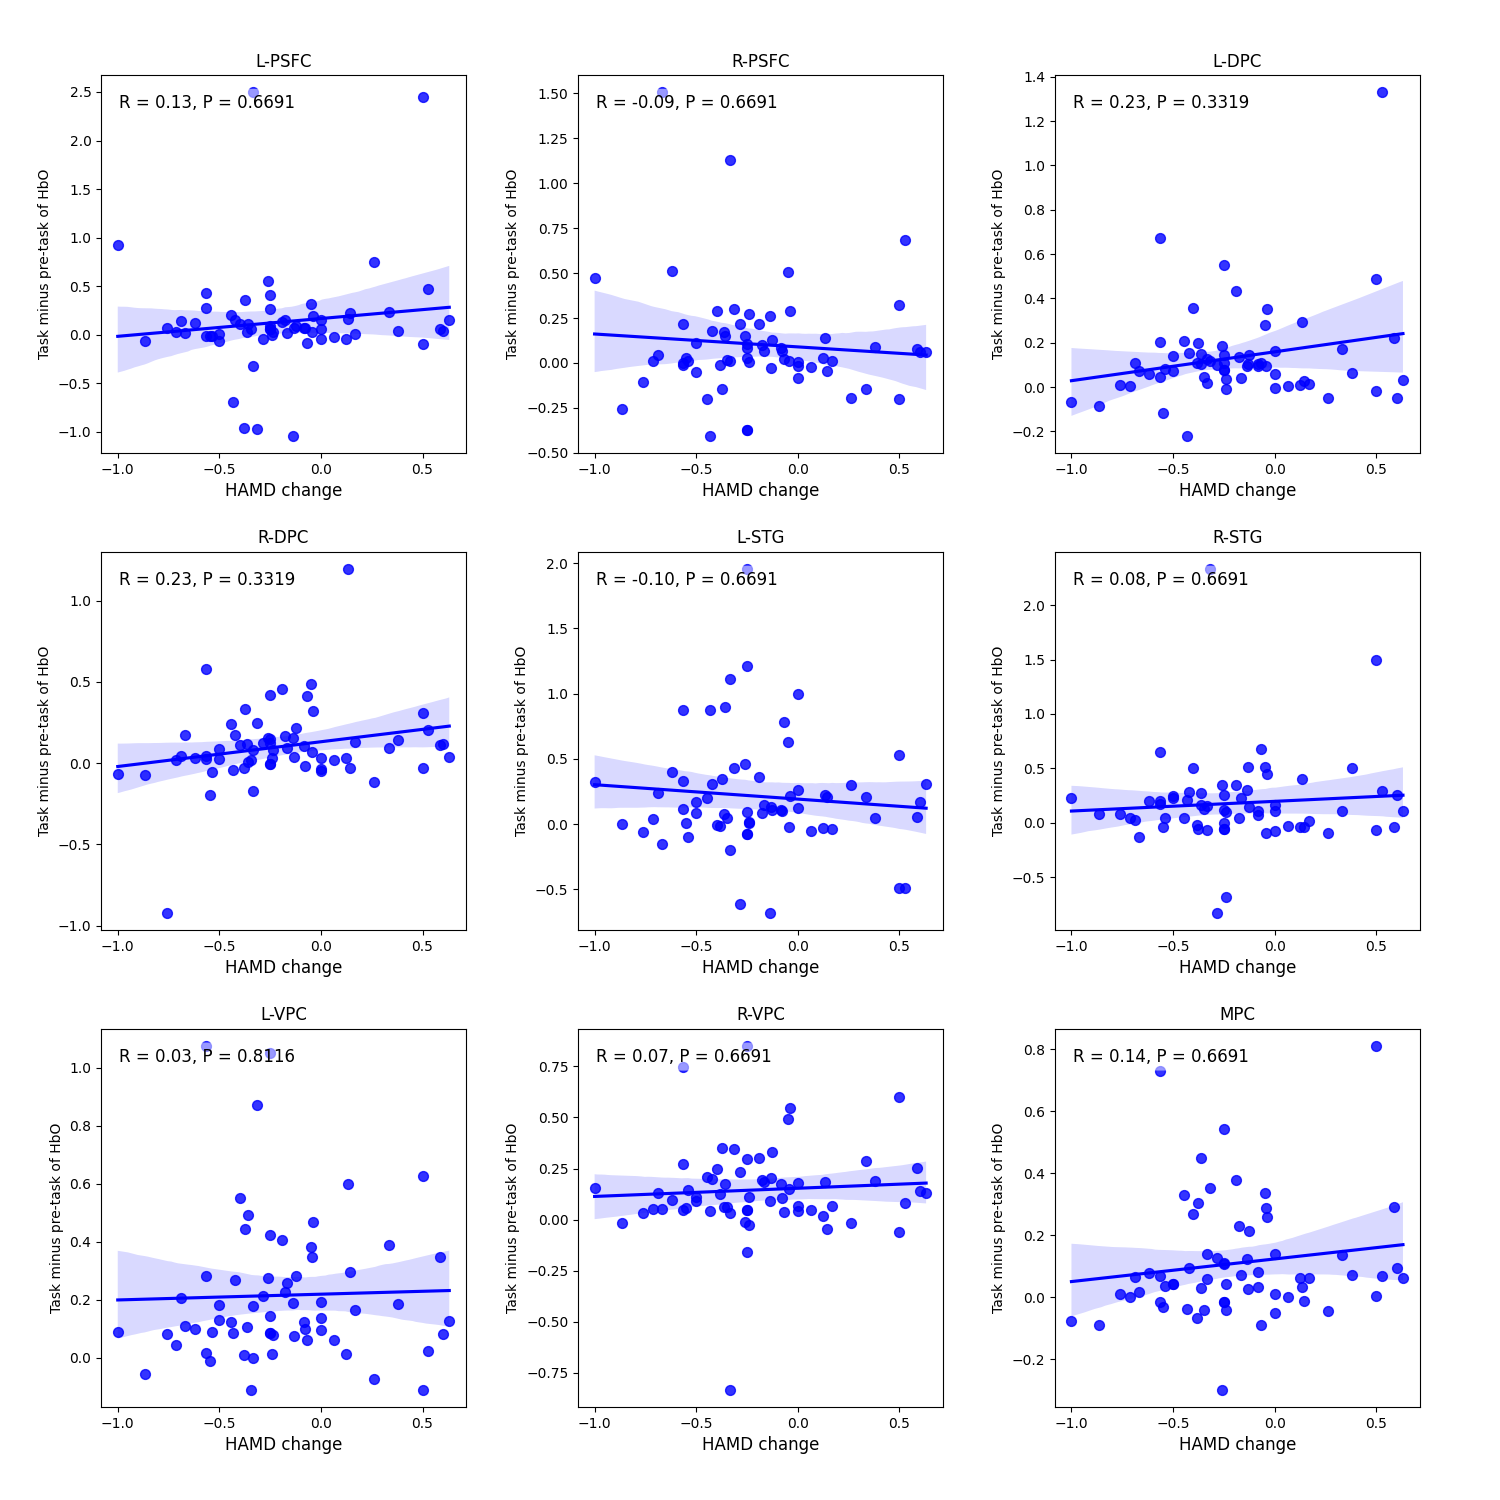 L-PSFC
R = 0.13, P = 0.6691
2.5
2.0
1.5
1.0
0.5
0.0
−0.5
−1.0
Task minus pre-task of HbO
−1.0 −0.5 0.0 0.5
HAMD change
R-PSFC
R = -0.09, P = 0.6691
1.50
1.25
1.00
0.75
0.50
0.25
0.00
−0.25
−0.50
Task minus pre-task of HbO
−1.0 −0.5 0.0 0.5
HAMD change
L-DPC
R = 0.23, P = 0.3319
1.4
1.2
1.0
0.8
0.6
0.4
0.2
0.0
−0.2
Task minus pre-task of HbO
−1.0 −0.5 0.0 0.5
HAMD change
R-DPC
R = 0.23, P = 0.3319
1.0
0.5
0.0
−0.5
−1.0
Task minus pre-task of HbO
−1.0 −0.5 0.0 0.5
HAMD change
L-STG
R = -0.10, P = 0.6691
2.0
1.5
1.0
0.5
0.0
−0.5
Task minus pre-task of HbO
−1.0 −0.5 0.0 0.5
HAMD change
R-STG
R = 0.08, P = 0.6691
2.0
1.5
1.0
0.5
0.0
−0.5
Task minus pre-task of HbO
−1.0 −0.5 0.0 0.5
HAMD change
L-VPC
R = 0.03, P = 0.8116
1.0
0.8
0.6
0.4
0.2
0.0
Task minus pre-task of HbO
−1.0 −0.5 0.0 0.5
HAMD change
R-VPC
R = 0.07, P = 0.6691
0.75
0.50
0.25
0.00
−0.25
−0.50
−0.75
Task minus pre-task of HbO
−1.0 −0.5 0.0 0.5
HAMD change
MPC
R = 0.14, P = 0.6691
0.8
0.6
0.4
0.2
0.0
−0.2
Task minus pre-task of HbO
−1.0 −0.5 0.0 0.5
HAMD change